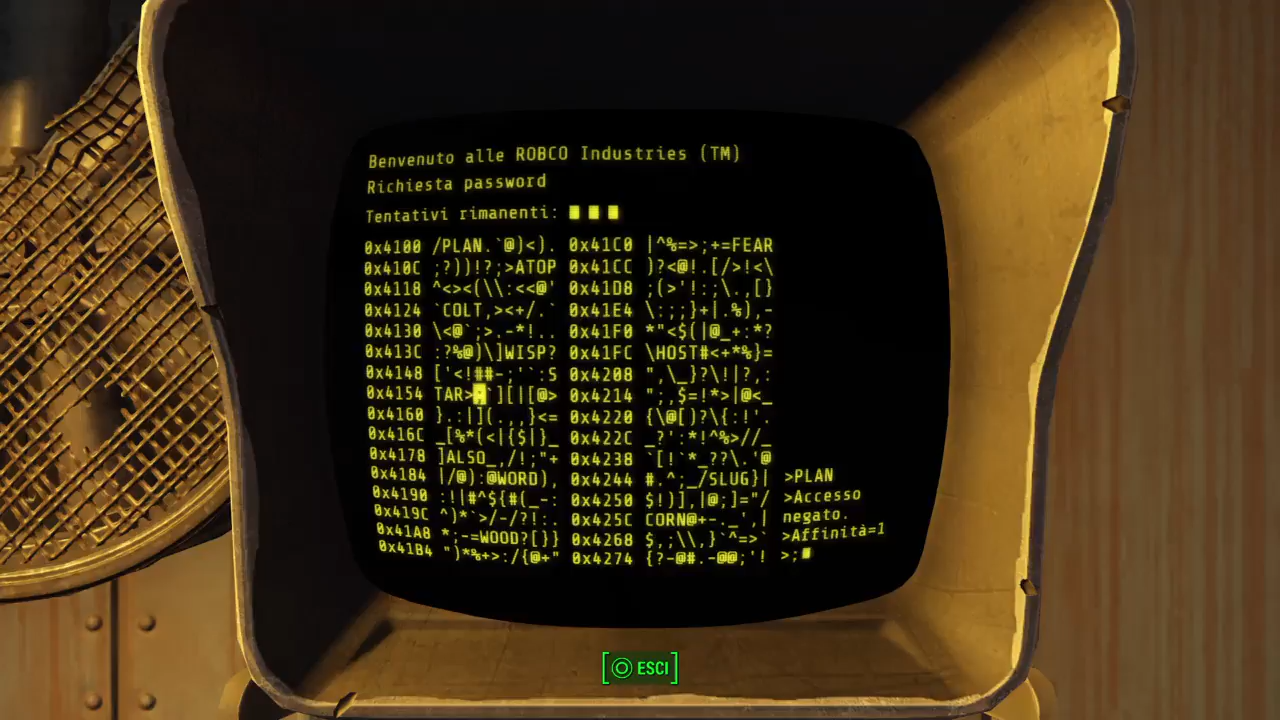 Benvenuto alle ROBCO Industries (TM)
Richiesta password
Tentativi rimanenti:
0x4100 /PLAN.`@)<). 0x41C0 |^%=>;+=FEAR
0x410C ;?))!?;>ATOP 0x41CC )?<@!.[/>!<\
0x4118 ^<><(\\:<<@' 0x41D8 ;(>'!:;\.,[}
0x4124 `COLT,><+/.` 0x41E4 \:;;}+|.%),-
0x4130 \<@`;>.-*!.. 0x41F0 *"<$(|@_+:*?
0x413C :?%@)\]WISP? 0x41FC \HOST#<+*%}=
0x4148 ['<!##-;'`:S 0x4208 ",\_}?\!|?,:
0x4154 TAR>;`][|[@> 0x4214 ";,$=!*>|@<_
0x4160 }.:|](.,,}<= 0x4220 {\@[)?\{:!'.
0x416C _[%*(<|{$|}_ 0x422C _?':*!^%>//_
0x4178 ]ALSO_,/!;"+ 0x4238 `[!`*_??\.'@
0x4184 |/@):@WORD), 0x4244 #.^;_/SLUG}|
0x4190 :!|#^${#(_-: 0x4250 $!)],|@;]="/
0x419C ^)*`>/-/?!:. 0x425C CORN@+-._',|
0x41A8 *;-=WOOD?[}} 0x4268 $,;\\,}`^=>`
0x41B4 ")*%+>:/{@+" 0x4274 {?-@#.-@@;'!
>PLAN
>Accesso
negato.
>Affinità=1
>;
ESCI